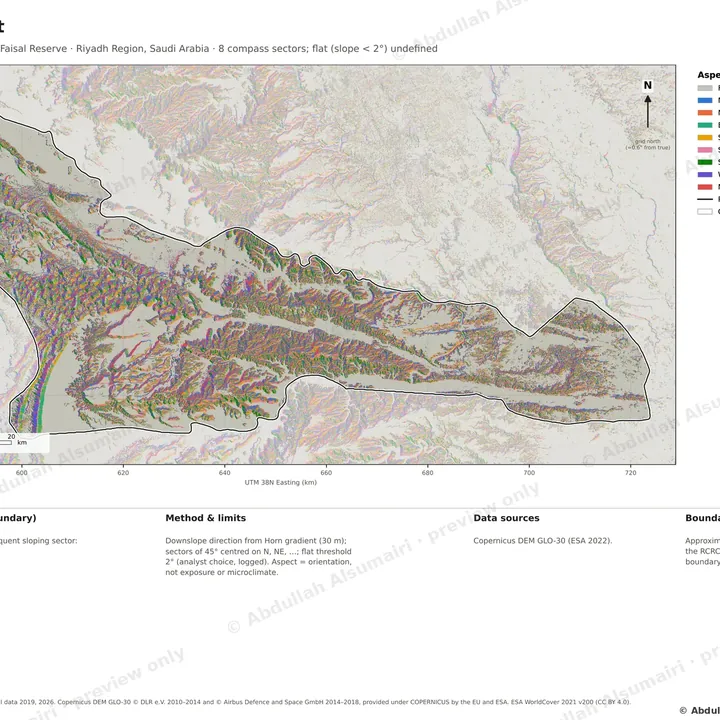 t
Faisal Reserve · Riyadh Region, Saudi Arabia · 8 compass sectors; flat (slope < 2°) undefined
Aspe
N
grid north
(−0.6° from true)
20
km
600
620
640
660
680
700
720
UTM 38N Easting (km)
undary)
Method & limits
Data sources
Bounda
quent sloping sector:
Downslope direction from Horn gradient (30 m);
sectors of 45° centred on N, NE, ...; flat threshold
2° (analyst choice, logged). Aspect = orientation,
not exposure or microclimate.
Copernicus DEM GLO-30 (ESA 2022).
Approxim
the RCRC
boundary
l data 2019, 2026. Copernicus DEM GLO-30 © DLR e.V. 2010–2014 and © Airbus Defence and Space GmbH 2014–2018, provided under COPERNICUS by the EU and ESA. ESA WorldCover 2021 v200 (CC BY 4.0).
© Abdul
© Abdullah Alsumairi · preview only